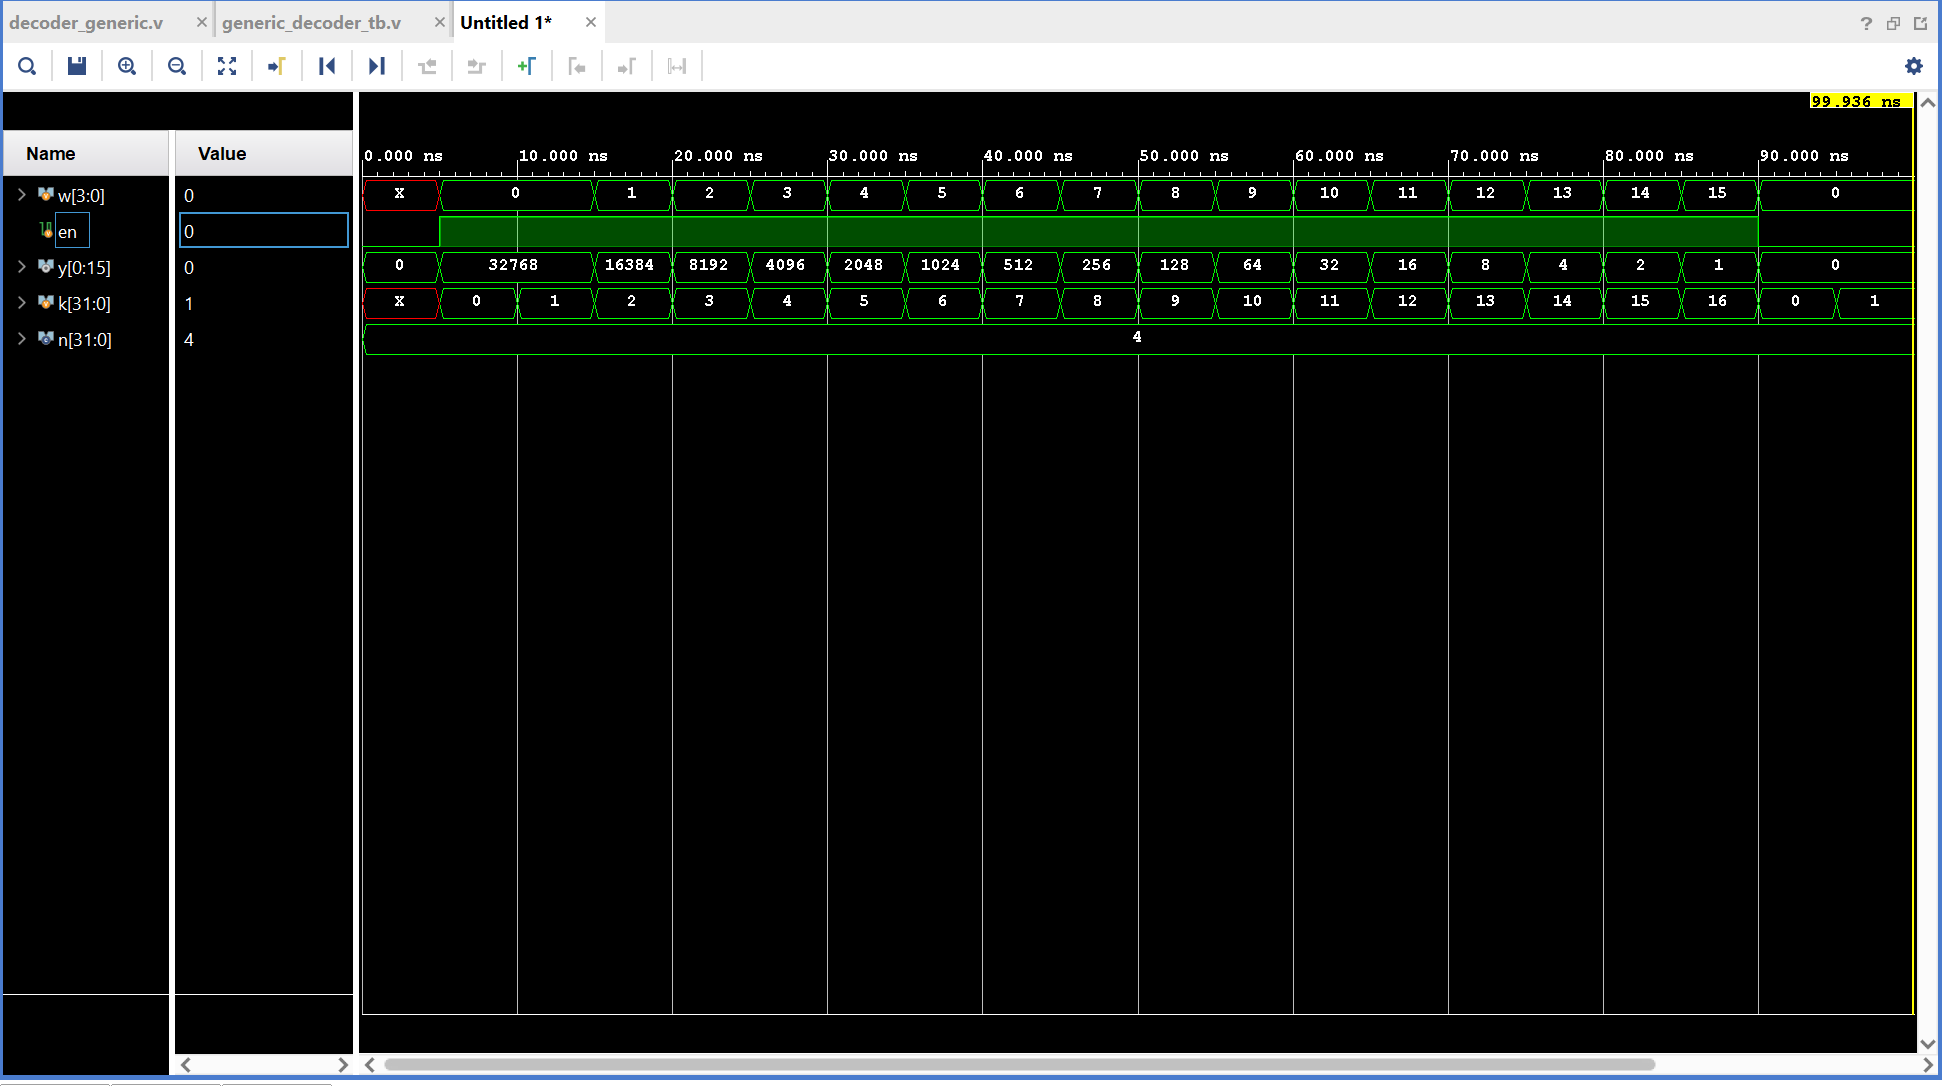 decoder_generic.v × generic_decoder_tb.v × Untitled 1* × ?
99.936 ns
Name Value
0.000 ns 10.000 ns 20.000 ns 30.000 ns 40.000 ns 50.000 ns 60.000 ns 70.000 ns 80.000 ns 90.000 ns
w[3:0] 0 X 0 1 2 3 4 5 6 7 8 9 10 11 12 13 14 15 0
en 0
y[0:15] 0 0 32768 16384 8192 4096 2048 1024 512 256 128 64 32 16 8 4 2 1 0
k[31:0] 1 X 0 1 2 3 4 5 6 7 8 9 10 11 12 13 14 15 16 0 1
n[31:0] 4 4